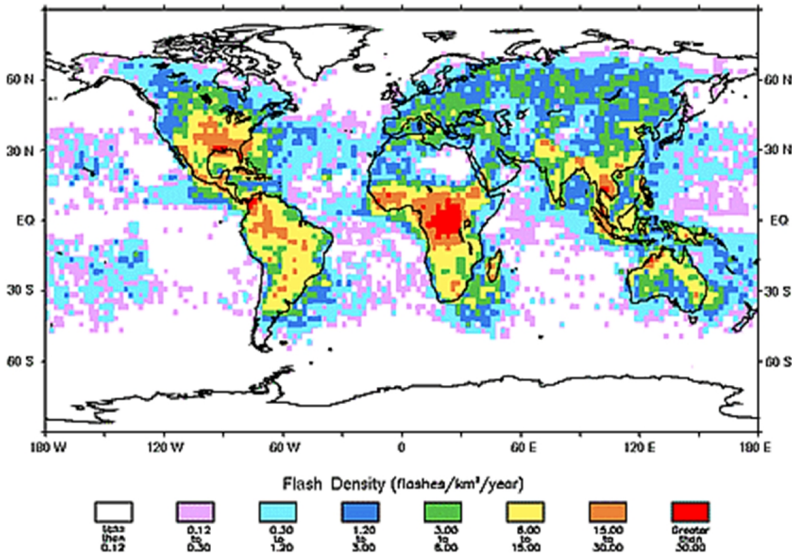 60 N 60 N
30 N 30 N
EQ EQ
30 S 30 S
60 S 60 S
180 W 120 W 60 W 0 60 E 120 E 180 E
Flash Density (flashes/km²/year)
Less 0.12 0.30 1.20 3.00 6.00 15.00 Greater
than to to to to to to than
0.12 0.30 1.20 3.00 6.00 15.00 30.00 30.00